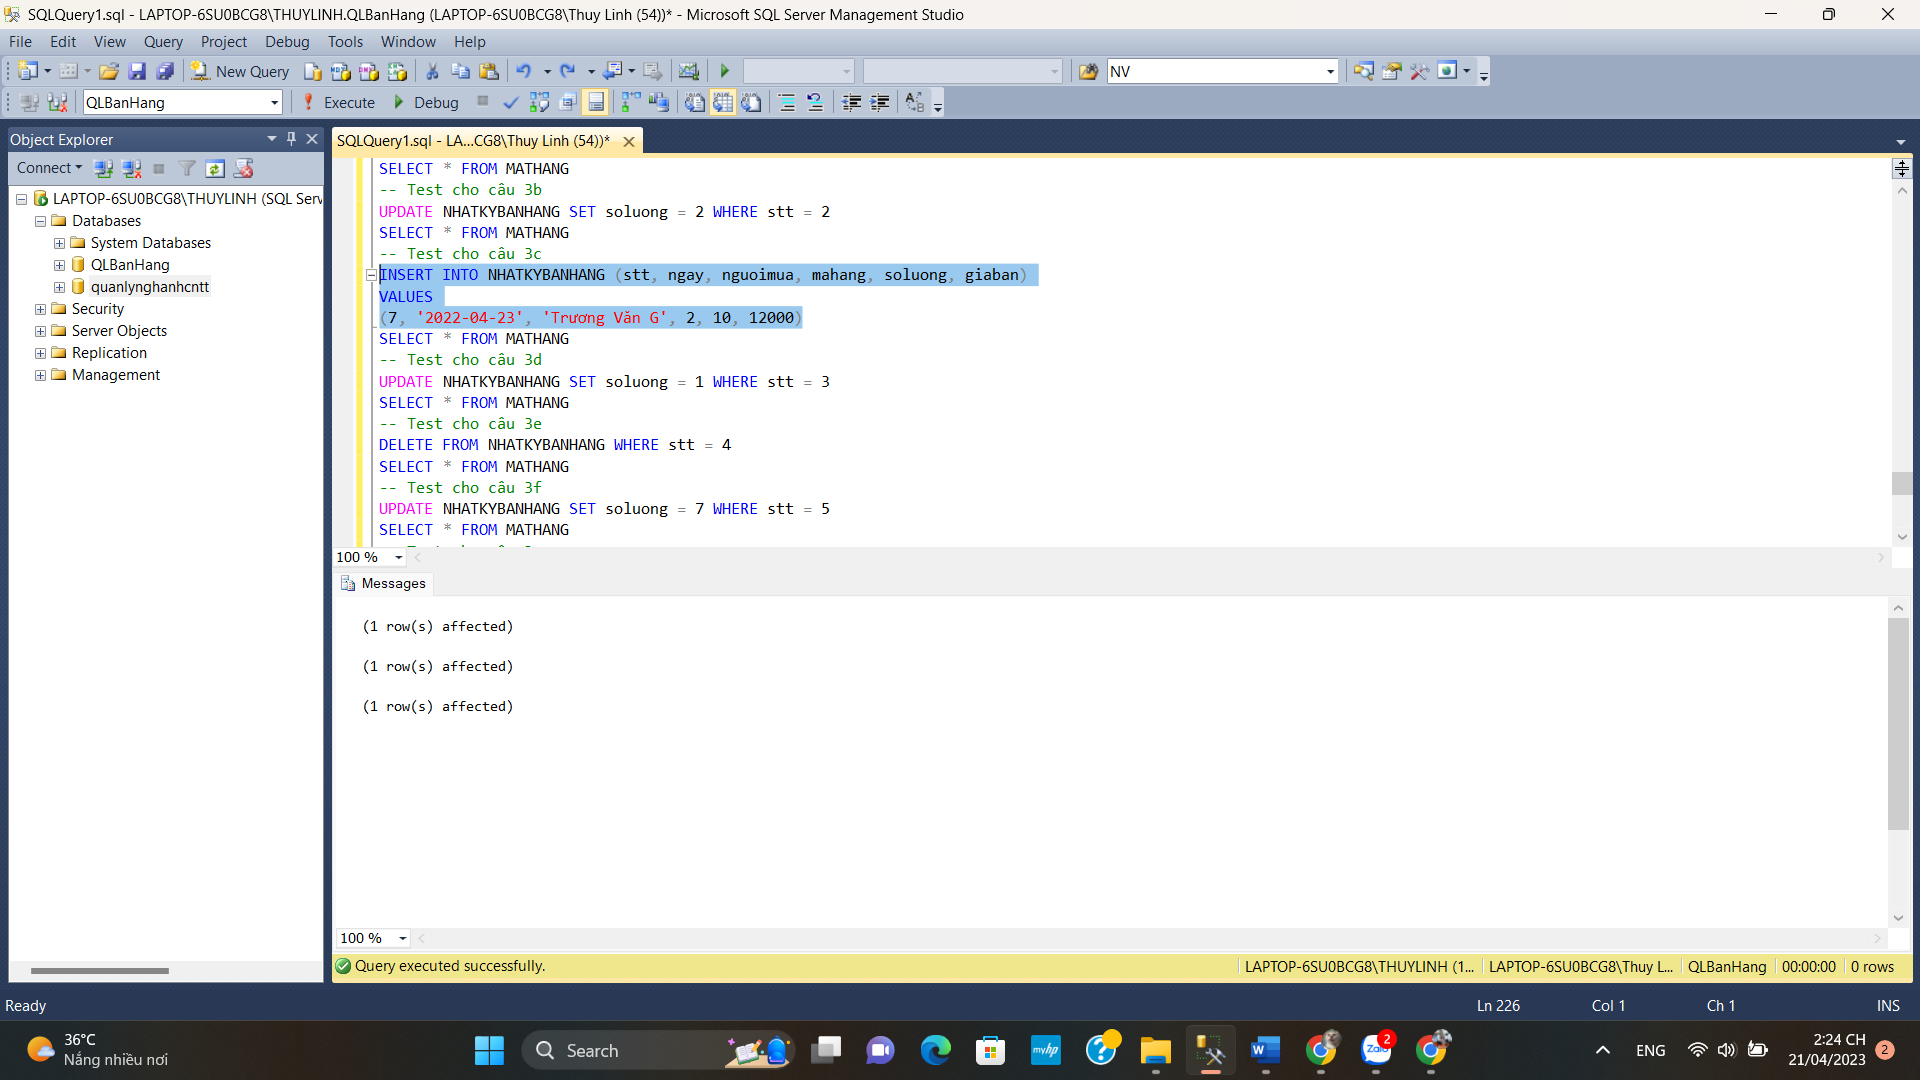 SQLQuery1.sql - LAPTOP-6SU0BCG8\THUYLINH.QLBanHang (LAPTOP-6SU0BCG8\Thuy Linh (54))* - Microsoft SQL Server Management Studio
File Edit View Query Project Debug Tools Window Help
New Query NV
QLBanHang Execute Debug
Object Explorer
Connect
LAPTOP-6SU0BCG8\THUYLINH (SQL Serv
Databases
System Databases
QLBanHang
quanlynghanhcntt
Security
Server Objects
Replication
Management
SQLQuery1.sql - LA...CG8\Thuy Linh (54))*
SELECT * FROM MATHANG
-- Test cho câu 3b
UPDATE NHATKYBANHANG SET soluong = 2 WHERE stt = 2
SELECT * FROM MATHANG
-- Test cho câu 3c
INSERT INTO NHATKYBANHANG (stt, ngay, nguoimua, mahang, soluong, giaban)
VALUES
(7, '2022-04-23', 'Trương Văn G', 2, 10, 12000)
SELECT * FROM MATHANG
-- Test cho câu 3d
UPDATE NHATKYBANHANG SET soluong = 1 WHERE stt = 3
SELECT * FROM MATHANG
-- Test cho câu 3e
DELETE FROM NHATKYBANHANG WHERE stt = 4
SELECT * FROM MATHANG
-- Test cho câu 3f
UPDATE NHATKYBANHANG SET soluong = 7 WHERE stt = 5
SELECT * FROM MATHANG
100 %
Messages
(1 row(s) affected)
(1 row(s) affected)
(1 row(s) affected)
100 %
Query executed successfully. LAPTOP-6SU0BCG8\THUYLINH (1... LAPTOP-6SU0BCG8\Thuy L... QLBanHang 00:00:00 0 rows
Ready Ln 226 Col 1 Ch 1 INS
36°C
Nắng nhiều nơi
Search
myhp
Zalo
2
ENG
2:24 CH
21/04/2023
2